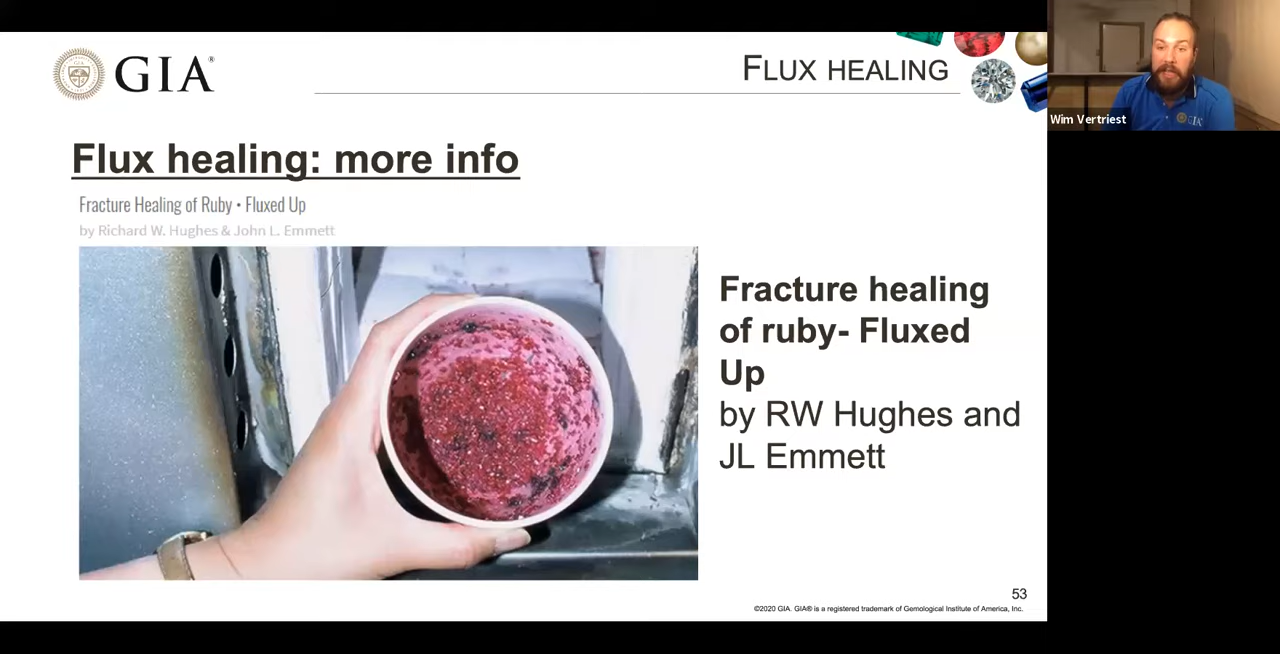 GIA®
FLUX HEALING
Wim Vertriest
GIA
Flux healing: more info
Fracture Healing of Ruby • Fluxed Up
by Richard W. Hughes & John L. Emmett
Fracture healing
of ruby- Fluxed
Up
by RW Hughes and
JL Emmett
53
©2020 GIA. GIA® is a registered trademark of Gemological Institute of America, Inc.